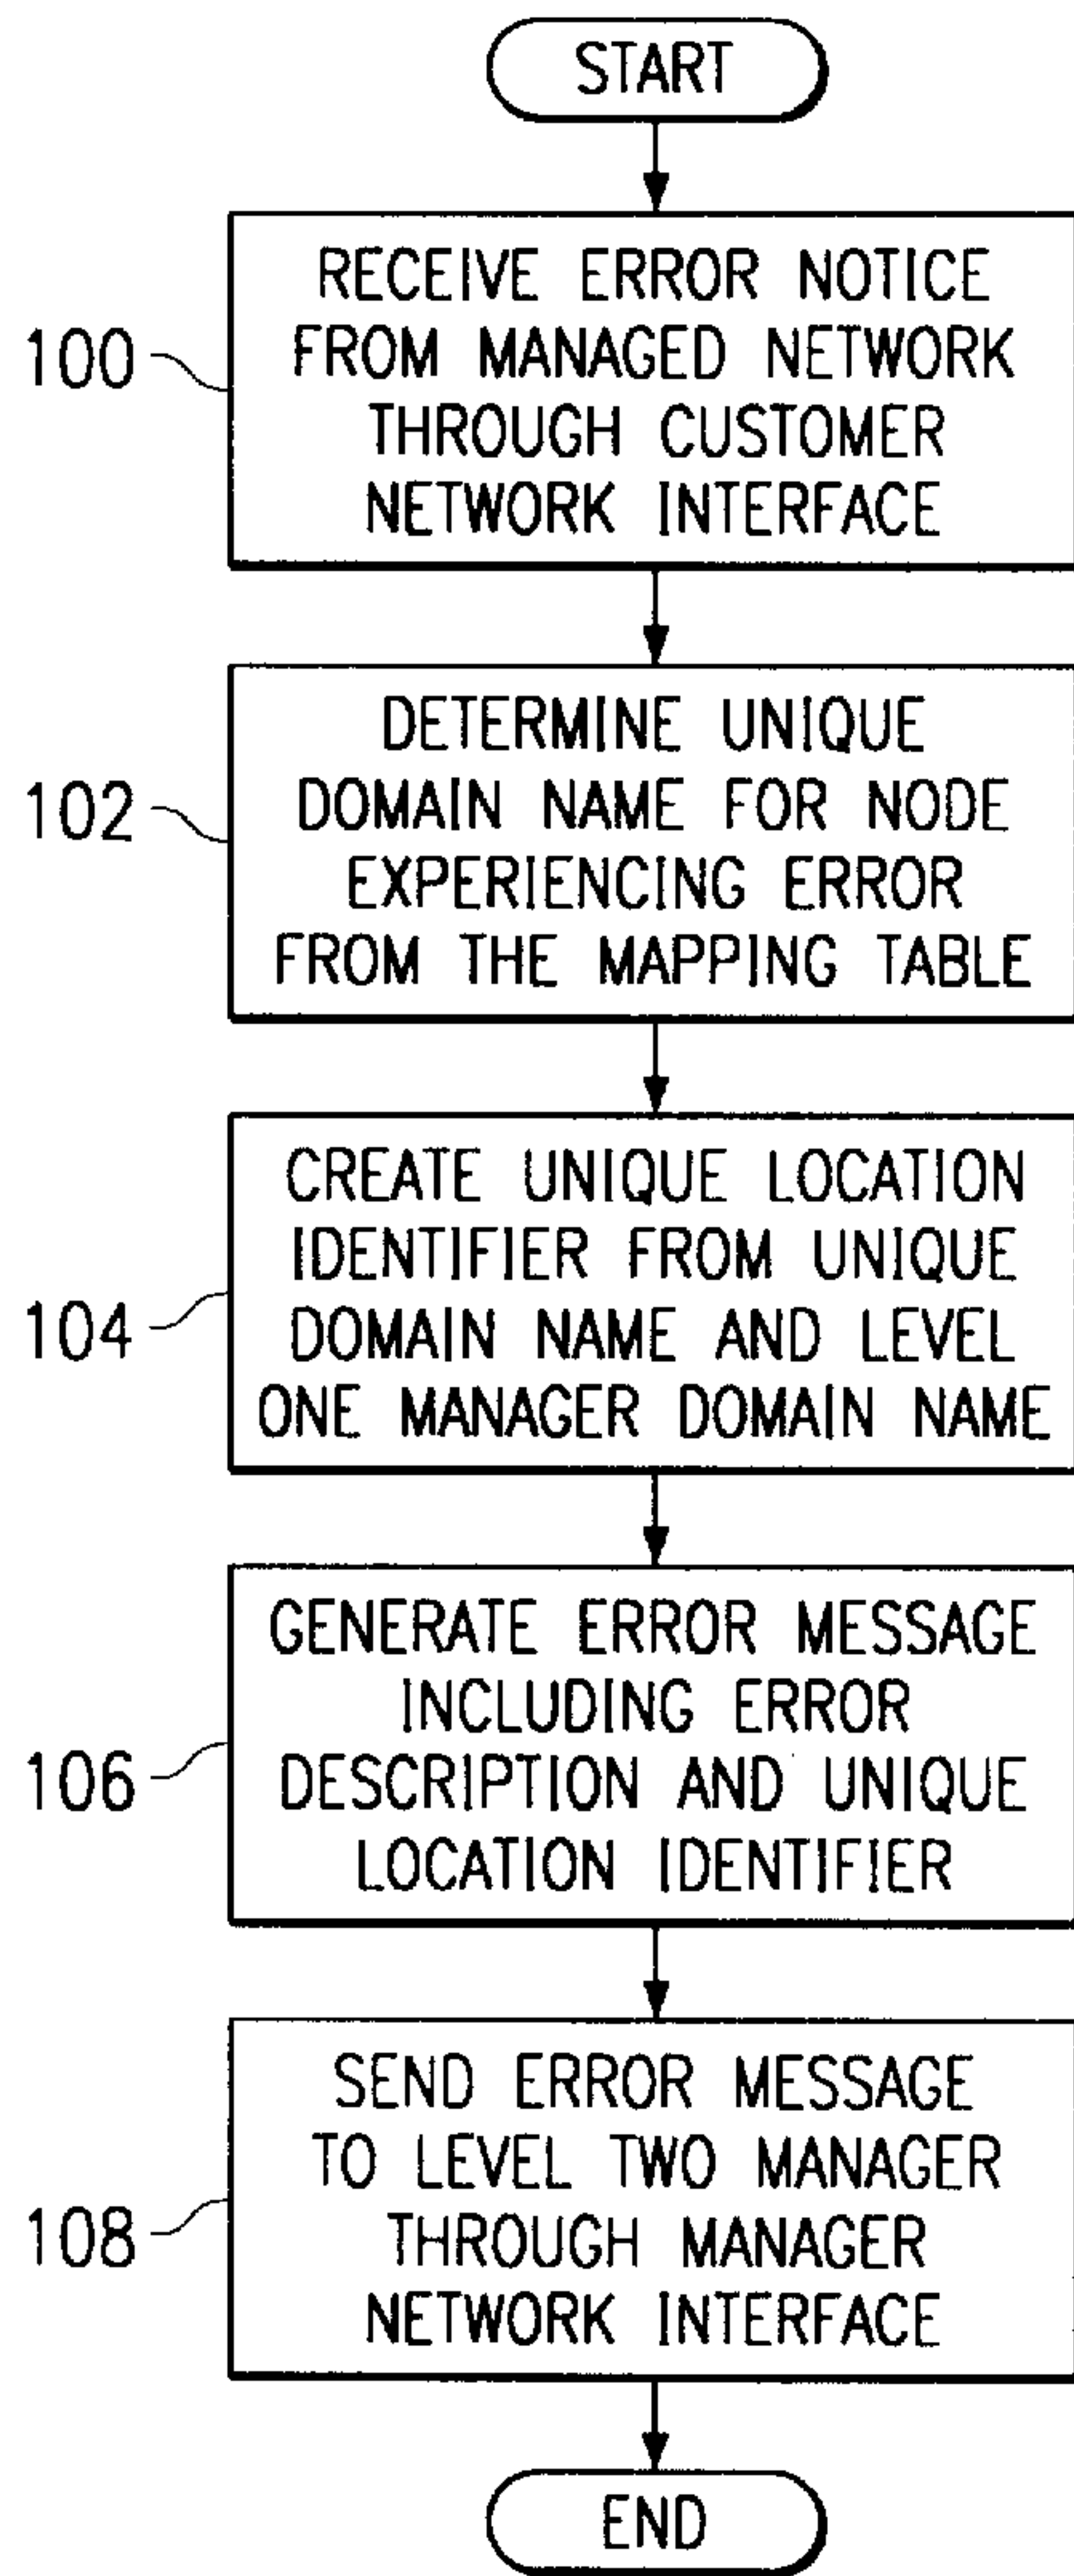 START
RECEIVE ERROR NOTICE
FROM MANAGED NETWORK
THROUGH CUSTOMER
NETWORK INTERFACE
100
DETERMINE UNIQUE
DOMAIN NAME FOR NODE
EXPERIENCING ERROR
FROM THE MAPPING TABLE
102
CREATE UNIQUE LOCATION
IDENTIFIER FROM UNIQUE
DOMAIN NAME AND LEVEL
ONE MANAGER DOMAIN NAME
104
GENERATE ERROR MESSAGE
INCLUDING ERROR
DESCRIPTION AND UNIQUE
LOCATION IDENTIFIER
106
SEND ERROR MESSAGE
TO LEVEL TWO MANAGER
THROUGH MANAGER
NETWORK INTERFACE
108
END